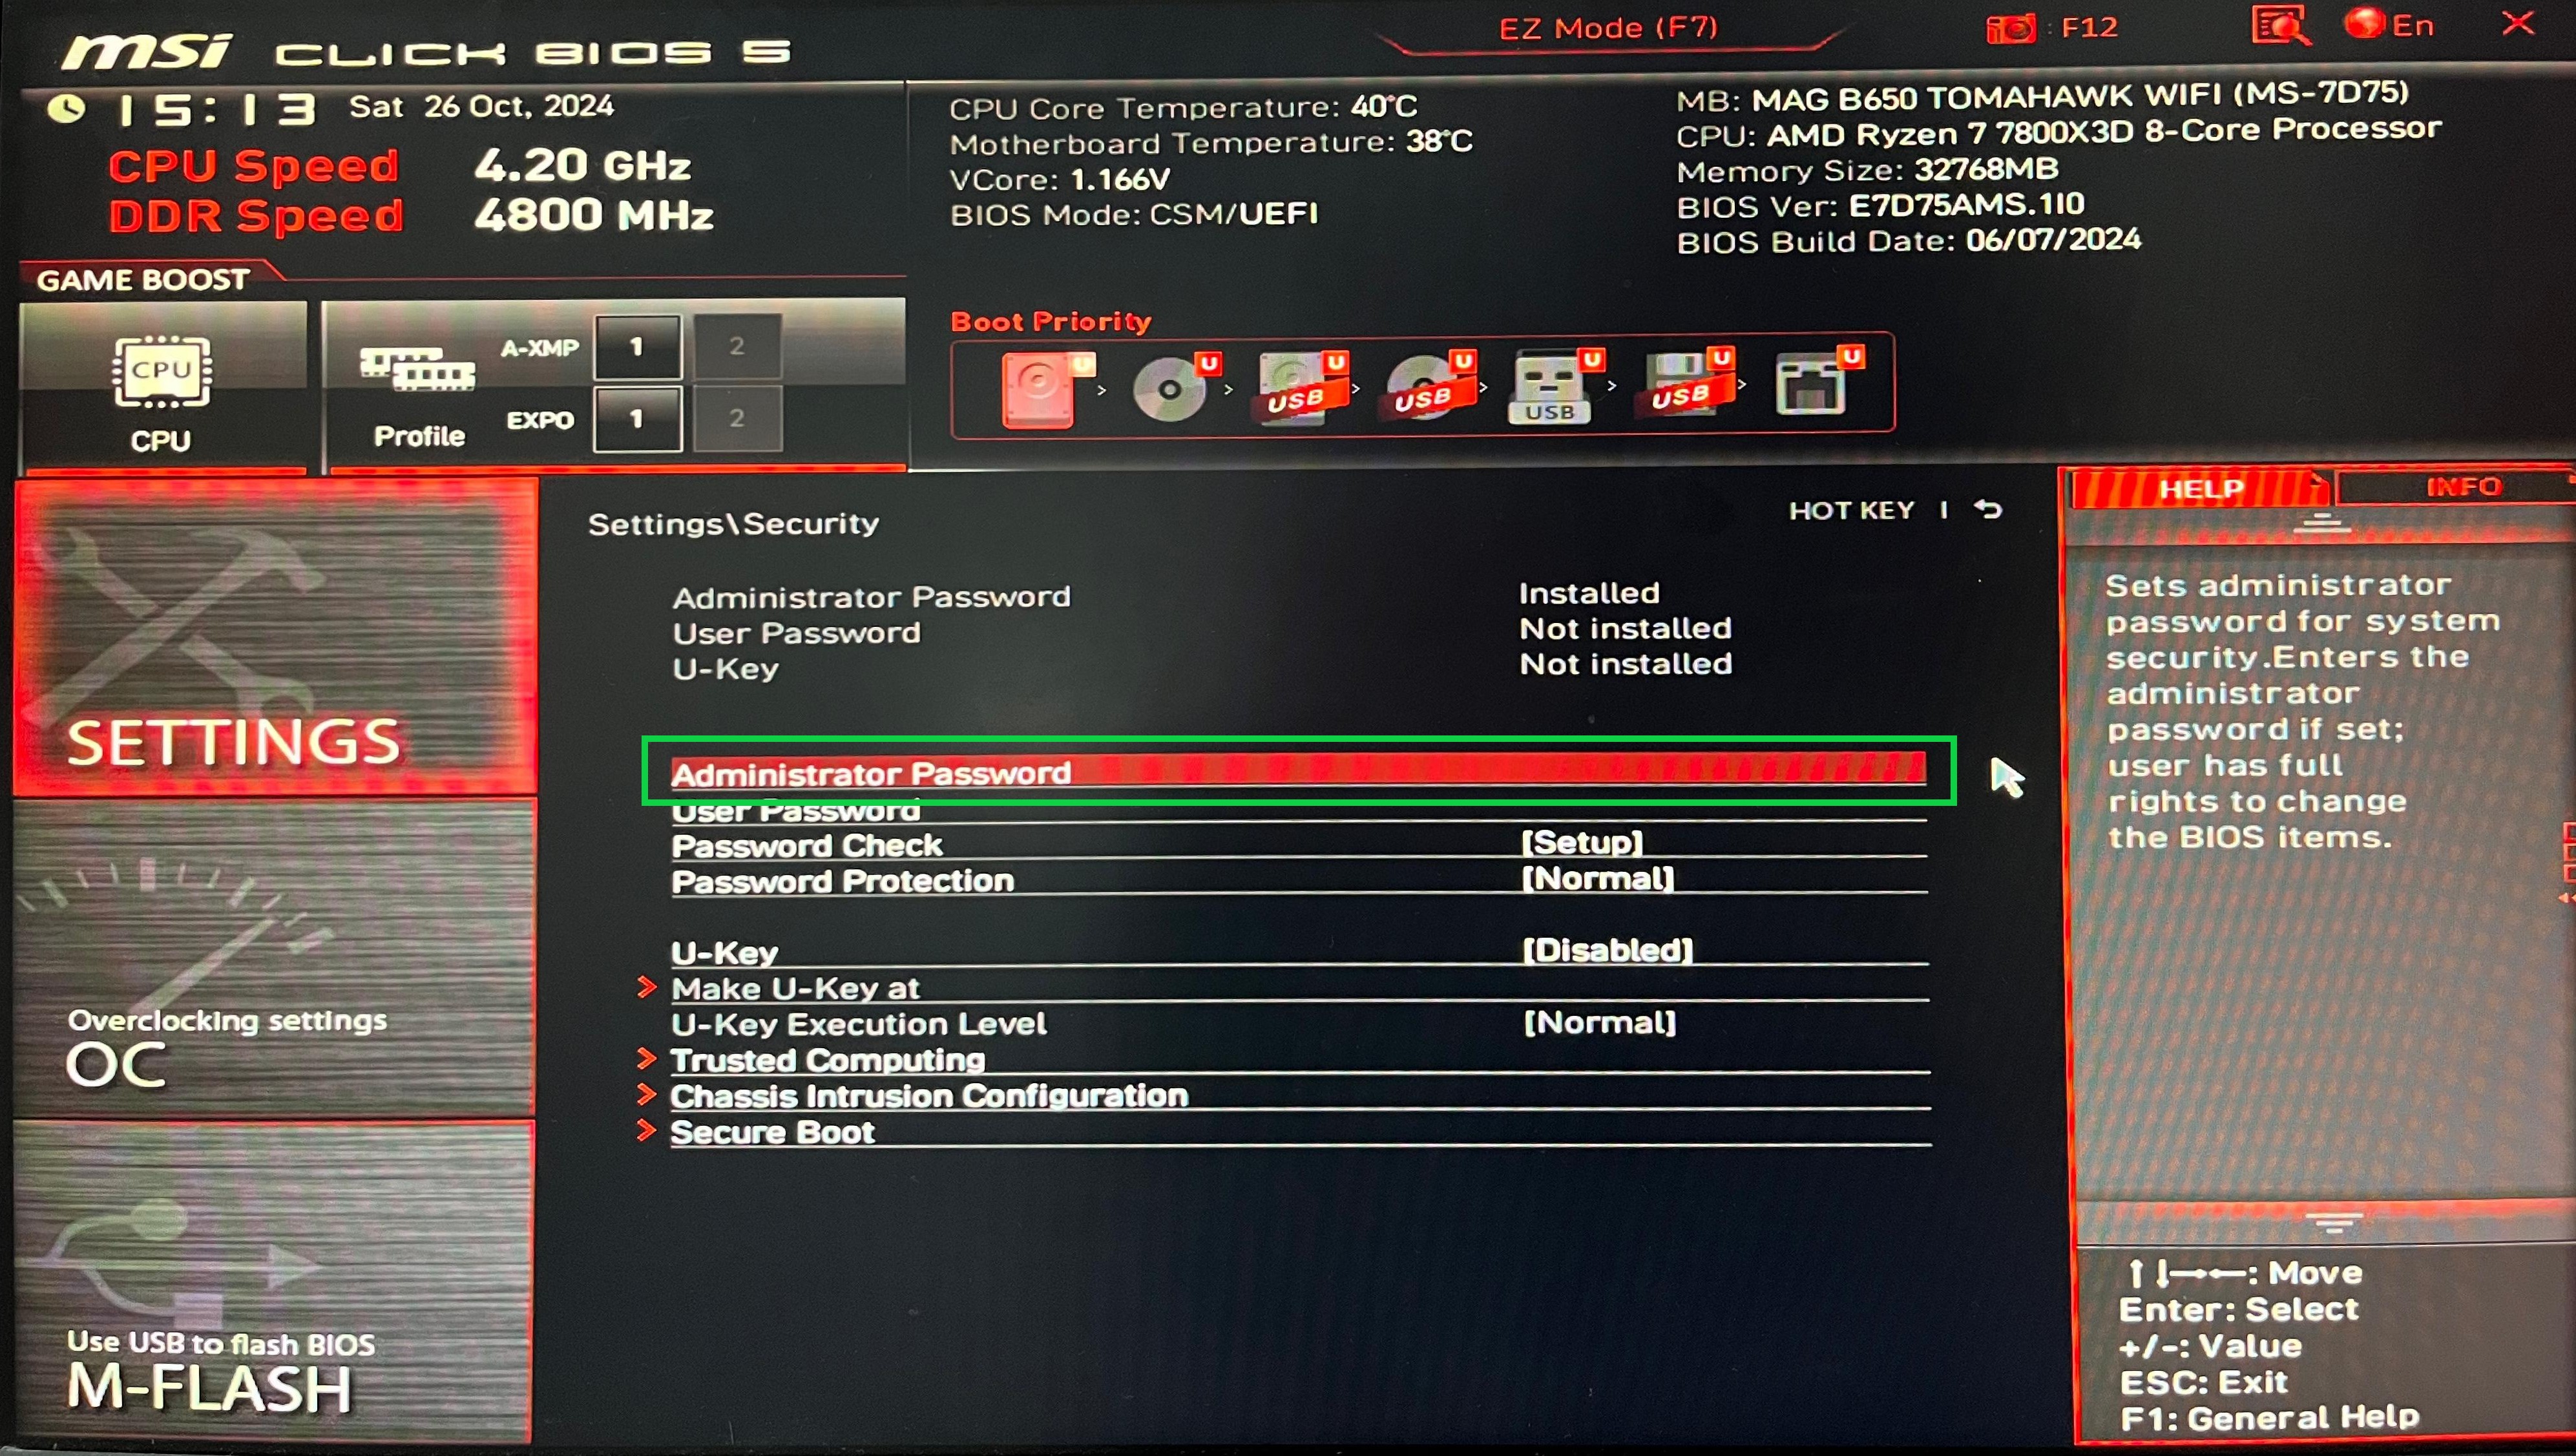 msi CLICK BIOS 5
EZ Mode (F7)
: F12
En
15:13 Sat 26 Oct, 2024
CPU Speed 4.20 GHz
DDR Speed 4800 MHz
CPU Core Temperature: 40°C
Motherboard Temperature: 38°C
VCore: 1.166V
BIOS Mode: CSM/UEFI
MB: MAG B650 TOMAHAWK WIFI (MS-7D75)
CPU: AMD Ryzen 7 7800X3D 8-Core Processor
Memory Size: 32768MB
BIOS Ver: E7D75AMS.1I0
BIOS Build Date: 06/07/2024
GAME BOOST
CPU
CPU
Profile
A-XMP 1 2
EXPO 1 2
Boot Priority
U > U > U > U > U > U > U
USB USB USB USB
SETTINGS
Overclocking settings
OC
Use USB to flash BIOS
M-FLASH
Settings\Security
HOT KEY |
Administrator Password Installed
User Password Not installed
U-Key Not installed
Administrator Password
User Password
Password Check [Setup]
Password Protection [Normal]
U-Key [Disabled]
> Make U-Key at
U-Key Execution Level [Normal]
> Trusted Computing
> Chassis Intrusion Configuration
> Secure Boot
HELP
INFO
Sets administrator
password for system
security.Enters the
administrator
password if set;
user has full
rights to change
the BIOS items.
↑↓→←: Move
Enter: Select
+/-: Value
ESC: Exit
F1: General Help